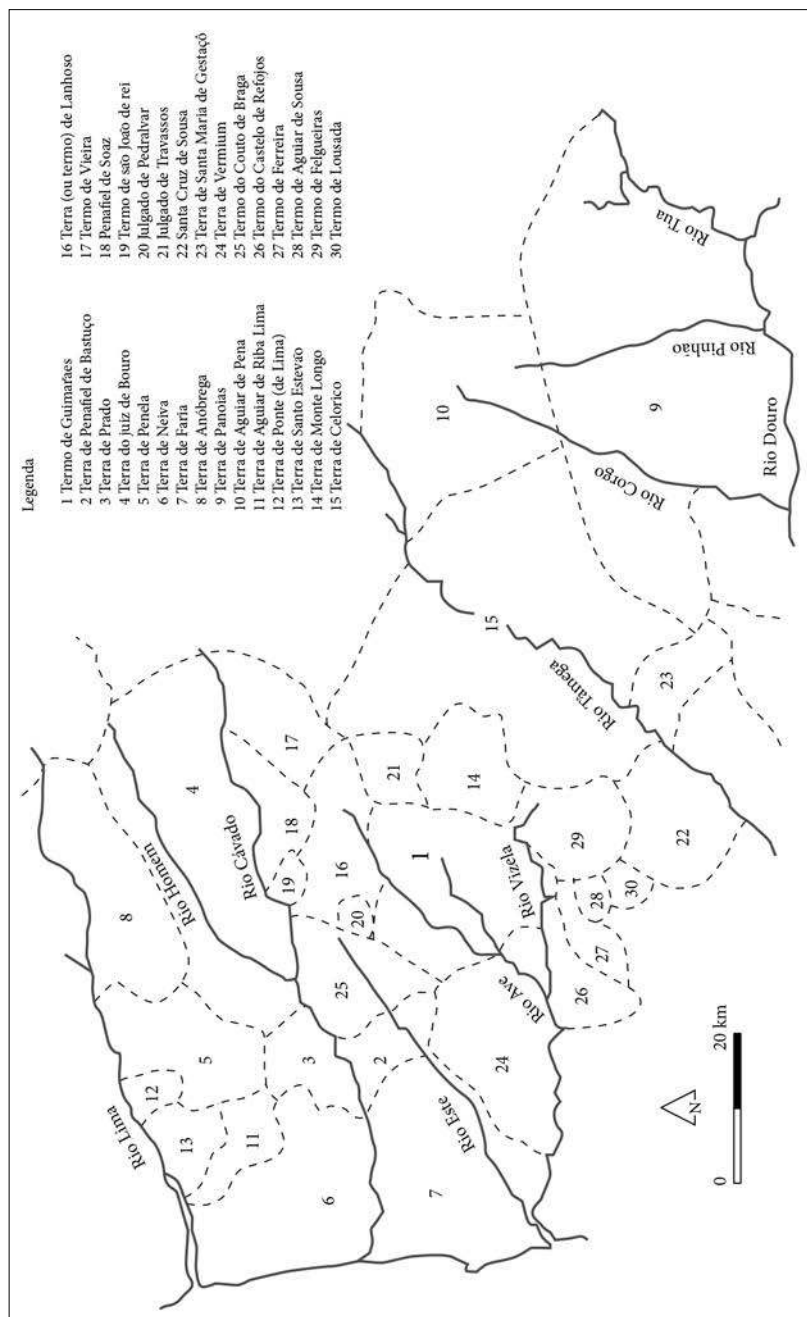 Legenda
1 Termo de Guimarães
2 Terra de Penafiel de Bastuço
3 Terra de Prado
4 Terra do juiz de Bouro
5 Terra de Penela
6 Terra de Neiva
7 Terra de Faria
8 Terra de Anóbrega
9 Terra de Panoias
10 Terra de Aguiar de Pena
11 Terra de Aguiar de Riba Lima
12 Terra de Ponte (de Lima)
13 Terra de Santo Estevão
14 Terra de Monte Longo
15 Terra de Celorico
16 Terra (ou termo) de Lanhoso
17 Termo de Vieira
18 Penafiel de Soaz
19 Termo de são João de rei
20 Julgado de Pedralvar
21 Julgado de Travassos
22 Santa Cruz de Sousa
23 Terra de Santa Maria de Gestaçô
24 Terra de Vermium
25 Termo do Couto de Braga
26 Termo do Castelo de Refojos
27 Termo de Ferreira
28 Termo de Aguiar de Sousa
29 Termo de Felgueiras
30 Termo de Lousada
Rio Lima
Rio Homem
Rio Cávado
Rio Este
Rio Ave
Rio Vizela
Rio Tâmega
Rio Corgo
Rio Pinhão
Rio Tua
Rio Douro
8
4
17
18
19
16
21
14
1
20
25
5
12
13
11
3
2
6
7
24
26
27
28
30
29
22
23
15
10
9
N
0
20 km